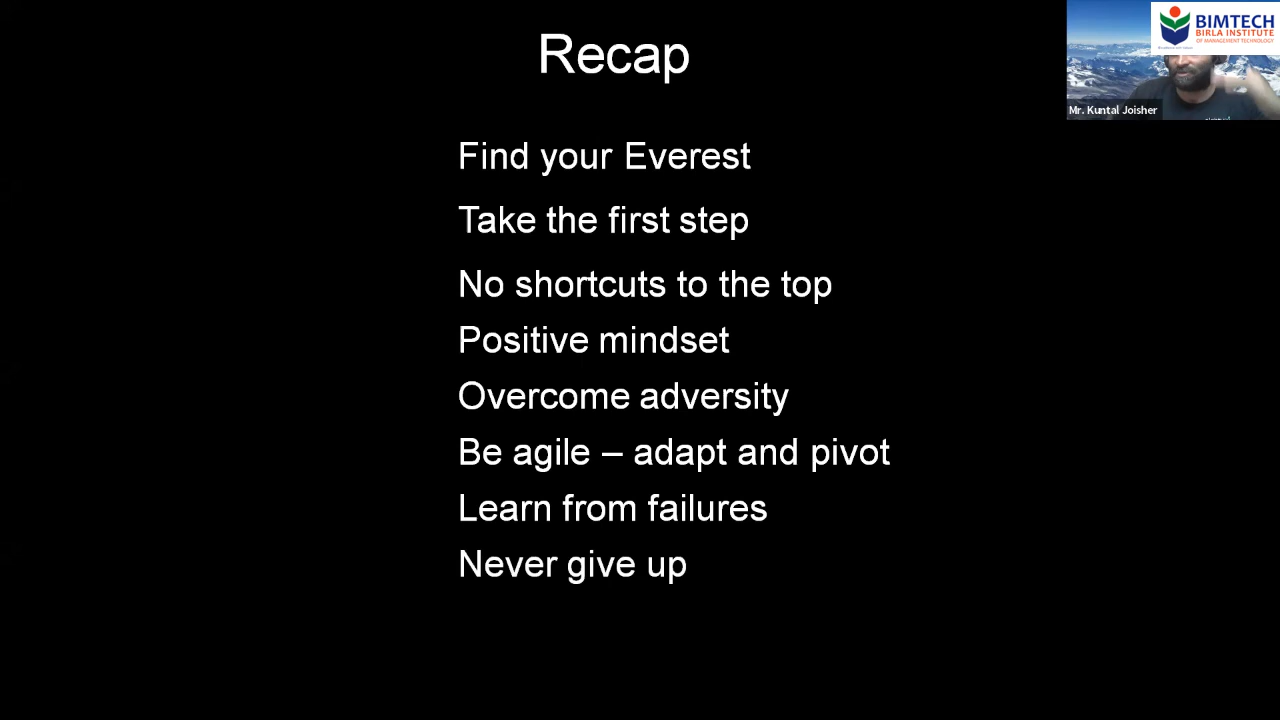 Recap
BIMTECH
BIRLA INSTITUTE
OF MANAGEMENT TECHNOLOGY
Mr. Kuntal Joisher
Find your Everest
Take the first step
No shortcuts to the top
Positive mindset
Overcome adversity
Be agile – adapt and pivot
Learn from failures
Never give up